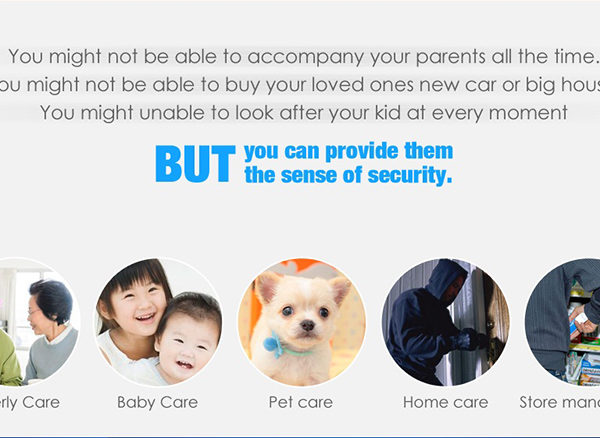 You might not be able to accompany your parents all the time.
ou might not be able to buy your loved ones new car or big hous
You might unable to look after your kid at every moment
BUT you can provide them
the sense of security.
rly Care
Baby Care
Pet care
Home care
Store mana